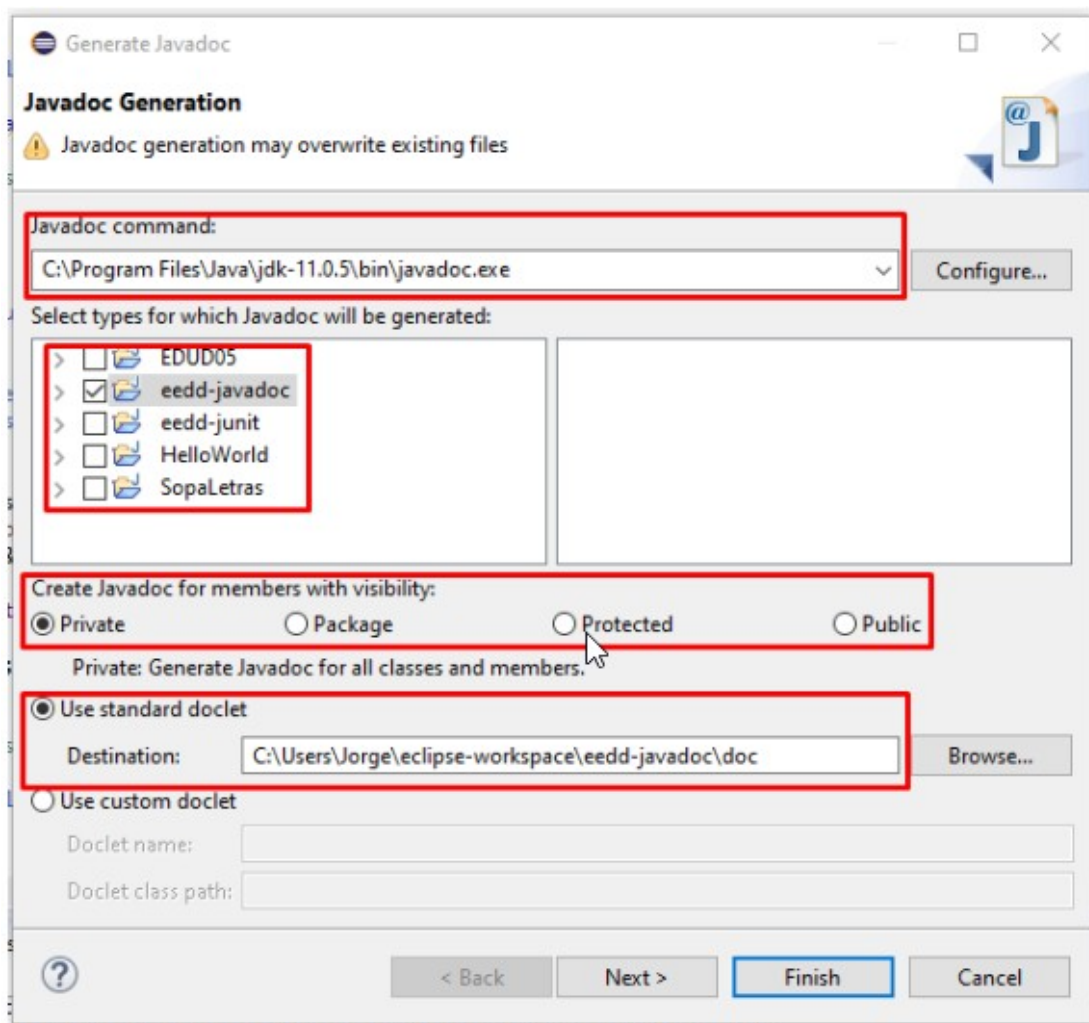 Generate Javadoc
Javadoc Generation
Javadoc generation may overwrite existing files
@J
Javadoc command:
C:\Program Files\Java\jdk-11.0.5\bin\javadoc.exe
Configure...
Select types for which Javadoc will be generated:
EDUD05
eedd-javadoc
eedd-junit
HelloWorld
SopaLetras
Create Javadoc for members with visibility:
Private Package Protected Public
Private: Generate Javadoc for all classes and members.
Use standard doclet
Destination: C:\Users\Jorge\eclipse-workspace\eedd-javadoc\doc Browse...
Use custom doclet
Doclet name:
Doclet class path:
? < Back Next > Finish Cancel